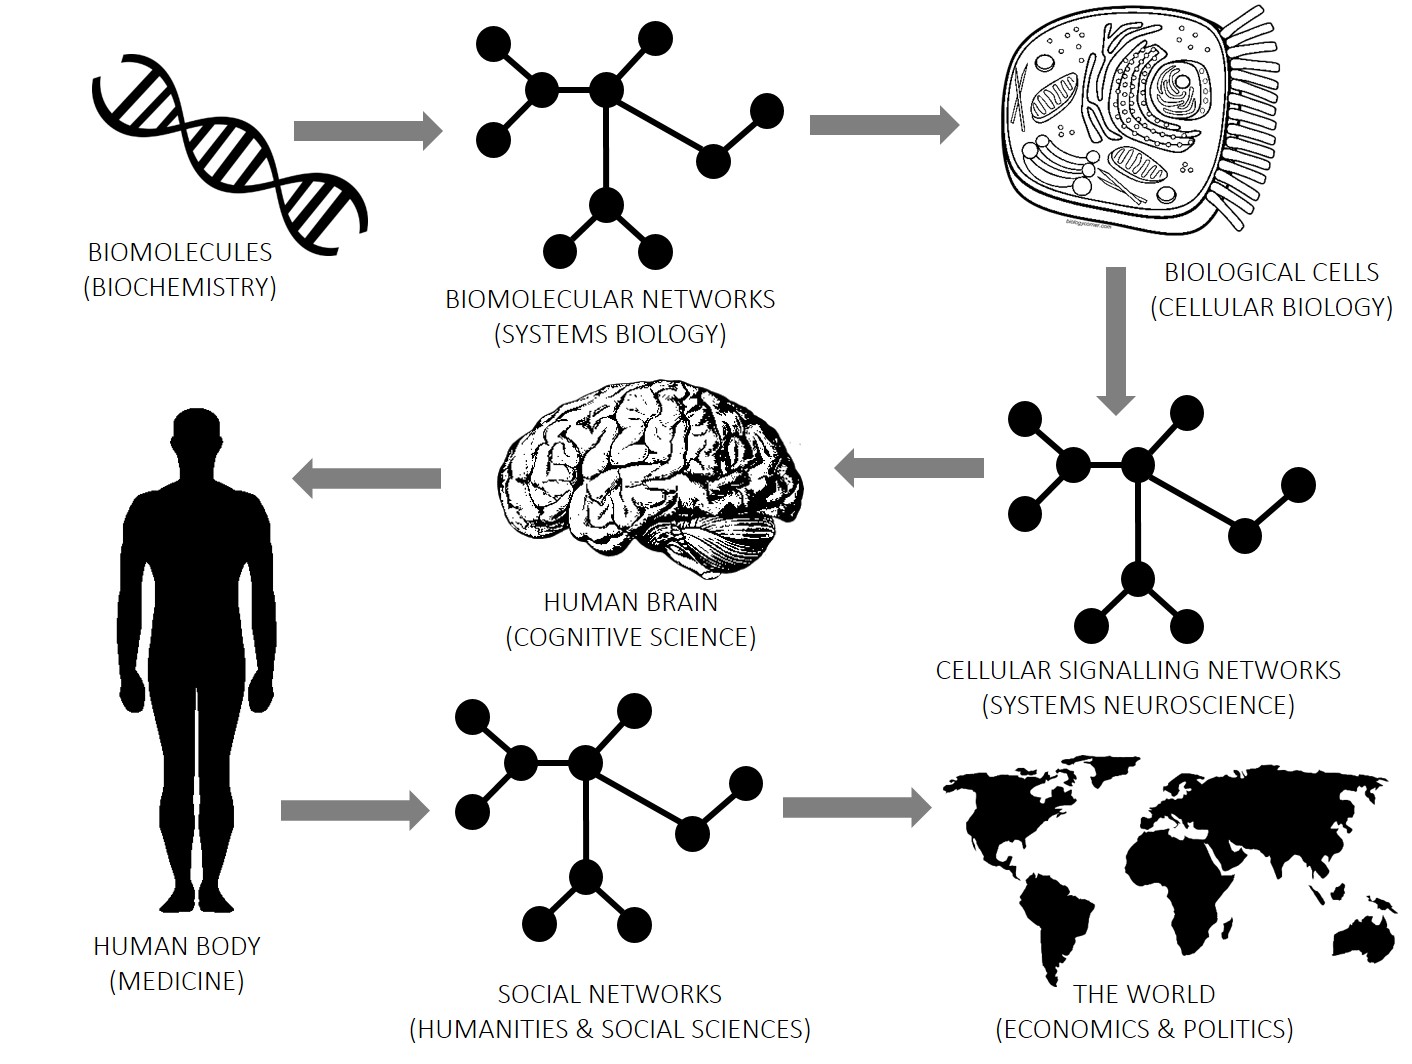 BIOMOLECULES
(BIOCHEMISTRY)
BIOMOLECULAR NETWORKS
(SYSTEMS BIOLOGY)
biologycorner.com
BIOLOGICAL CELLS
(CELLULAR BIOLOGY)
CELLULAR SIGNALLING NETWORKS
(SYSTEMS NEUROSCIENCE)
HUMAN BRAIN
(COGNITIVE SCIENCE)
HUMAN BODY
(MEDICINE)
SOCIAL NETWORKS
(HUMANITIES & SOCIAL SCIENCES)
THE WORLD
(ECONOMICS & POLITICS)